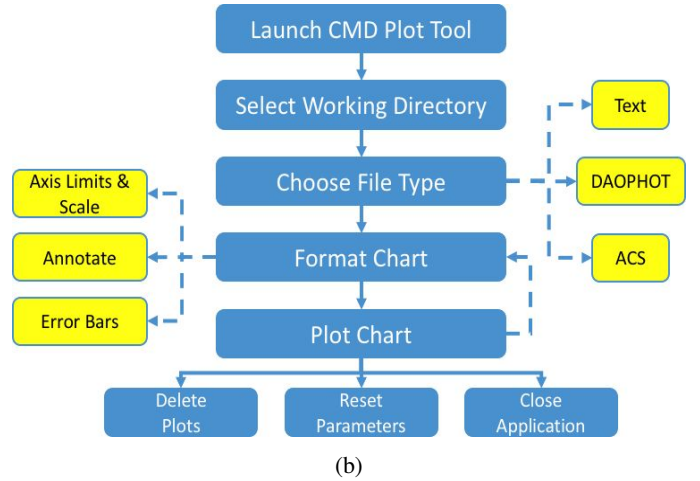 Launch CMD Plot Tool
Select Working Directory
Text
Choose File Type
DAOPHOT
Axis Limits &
Scale
Annotate
Format Chart
ACS
Error Bars
Plot Chart
Delete
Plots
Reset
Parameters
Close
Application
(b)